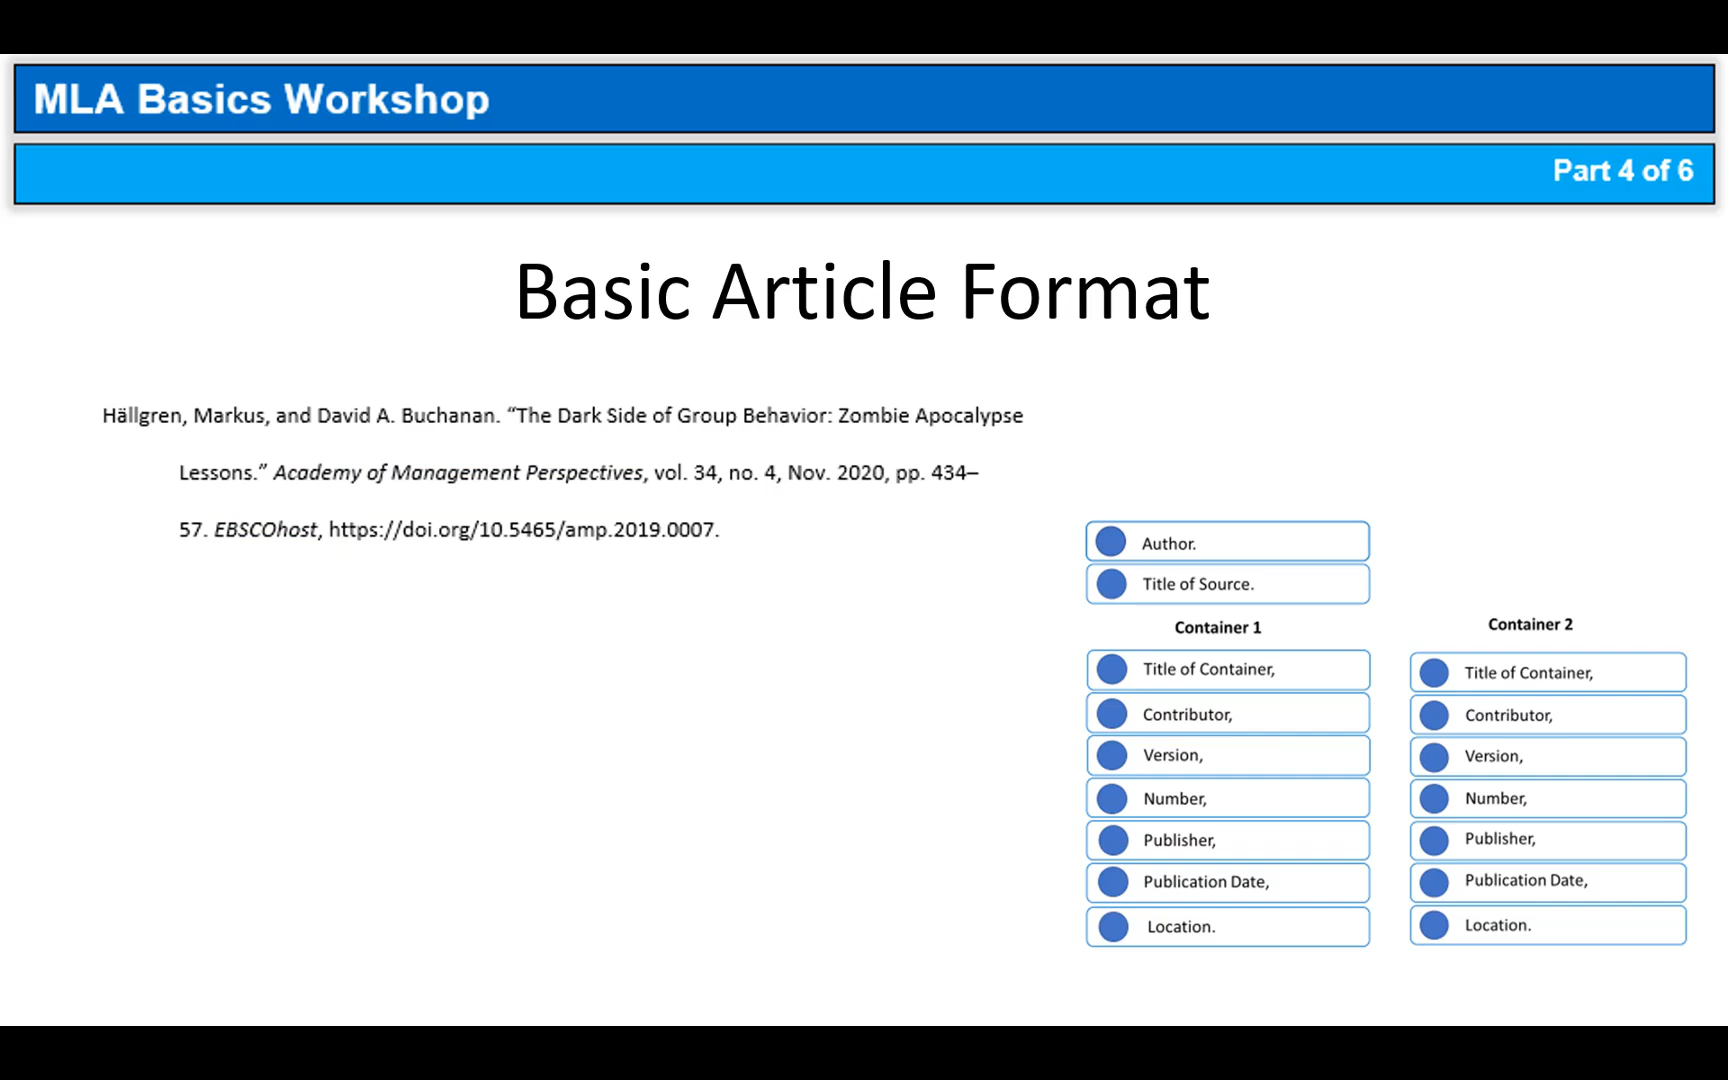 MLA Basics Workshop
Part 4 of 6
Basic Article Format
Hällgren, Markus, and David A. Buchanan. “The Dark Side of Group Behavior: Zombie Apocalypse
Lessons.” Academy of Management Perspectives, vol. 34, no. 4, Nov. 2020, pp. 434–
57. EBSCOhost, https://doi.org/10.5465/amp.2019.0007.
Author.
Title of Source.
Container 1
Title of Container,
Contributor,
Version,
Number,
Publisher,
Publication Date,
Location.
Container 2
Title of Container,
Contributor,
Version,
Number,
Publisher,
Publication Date,
Location.